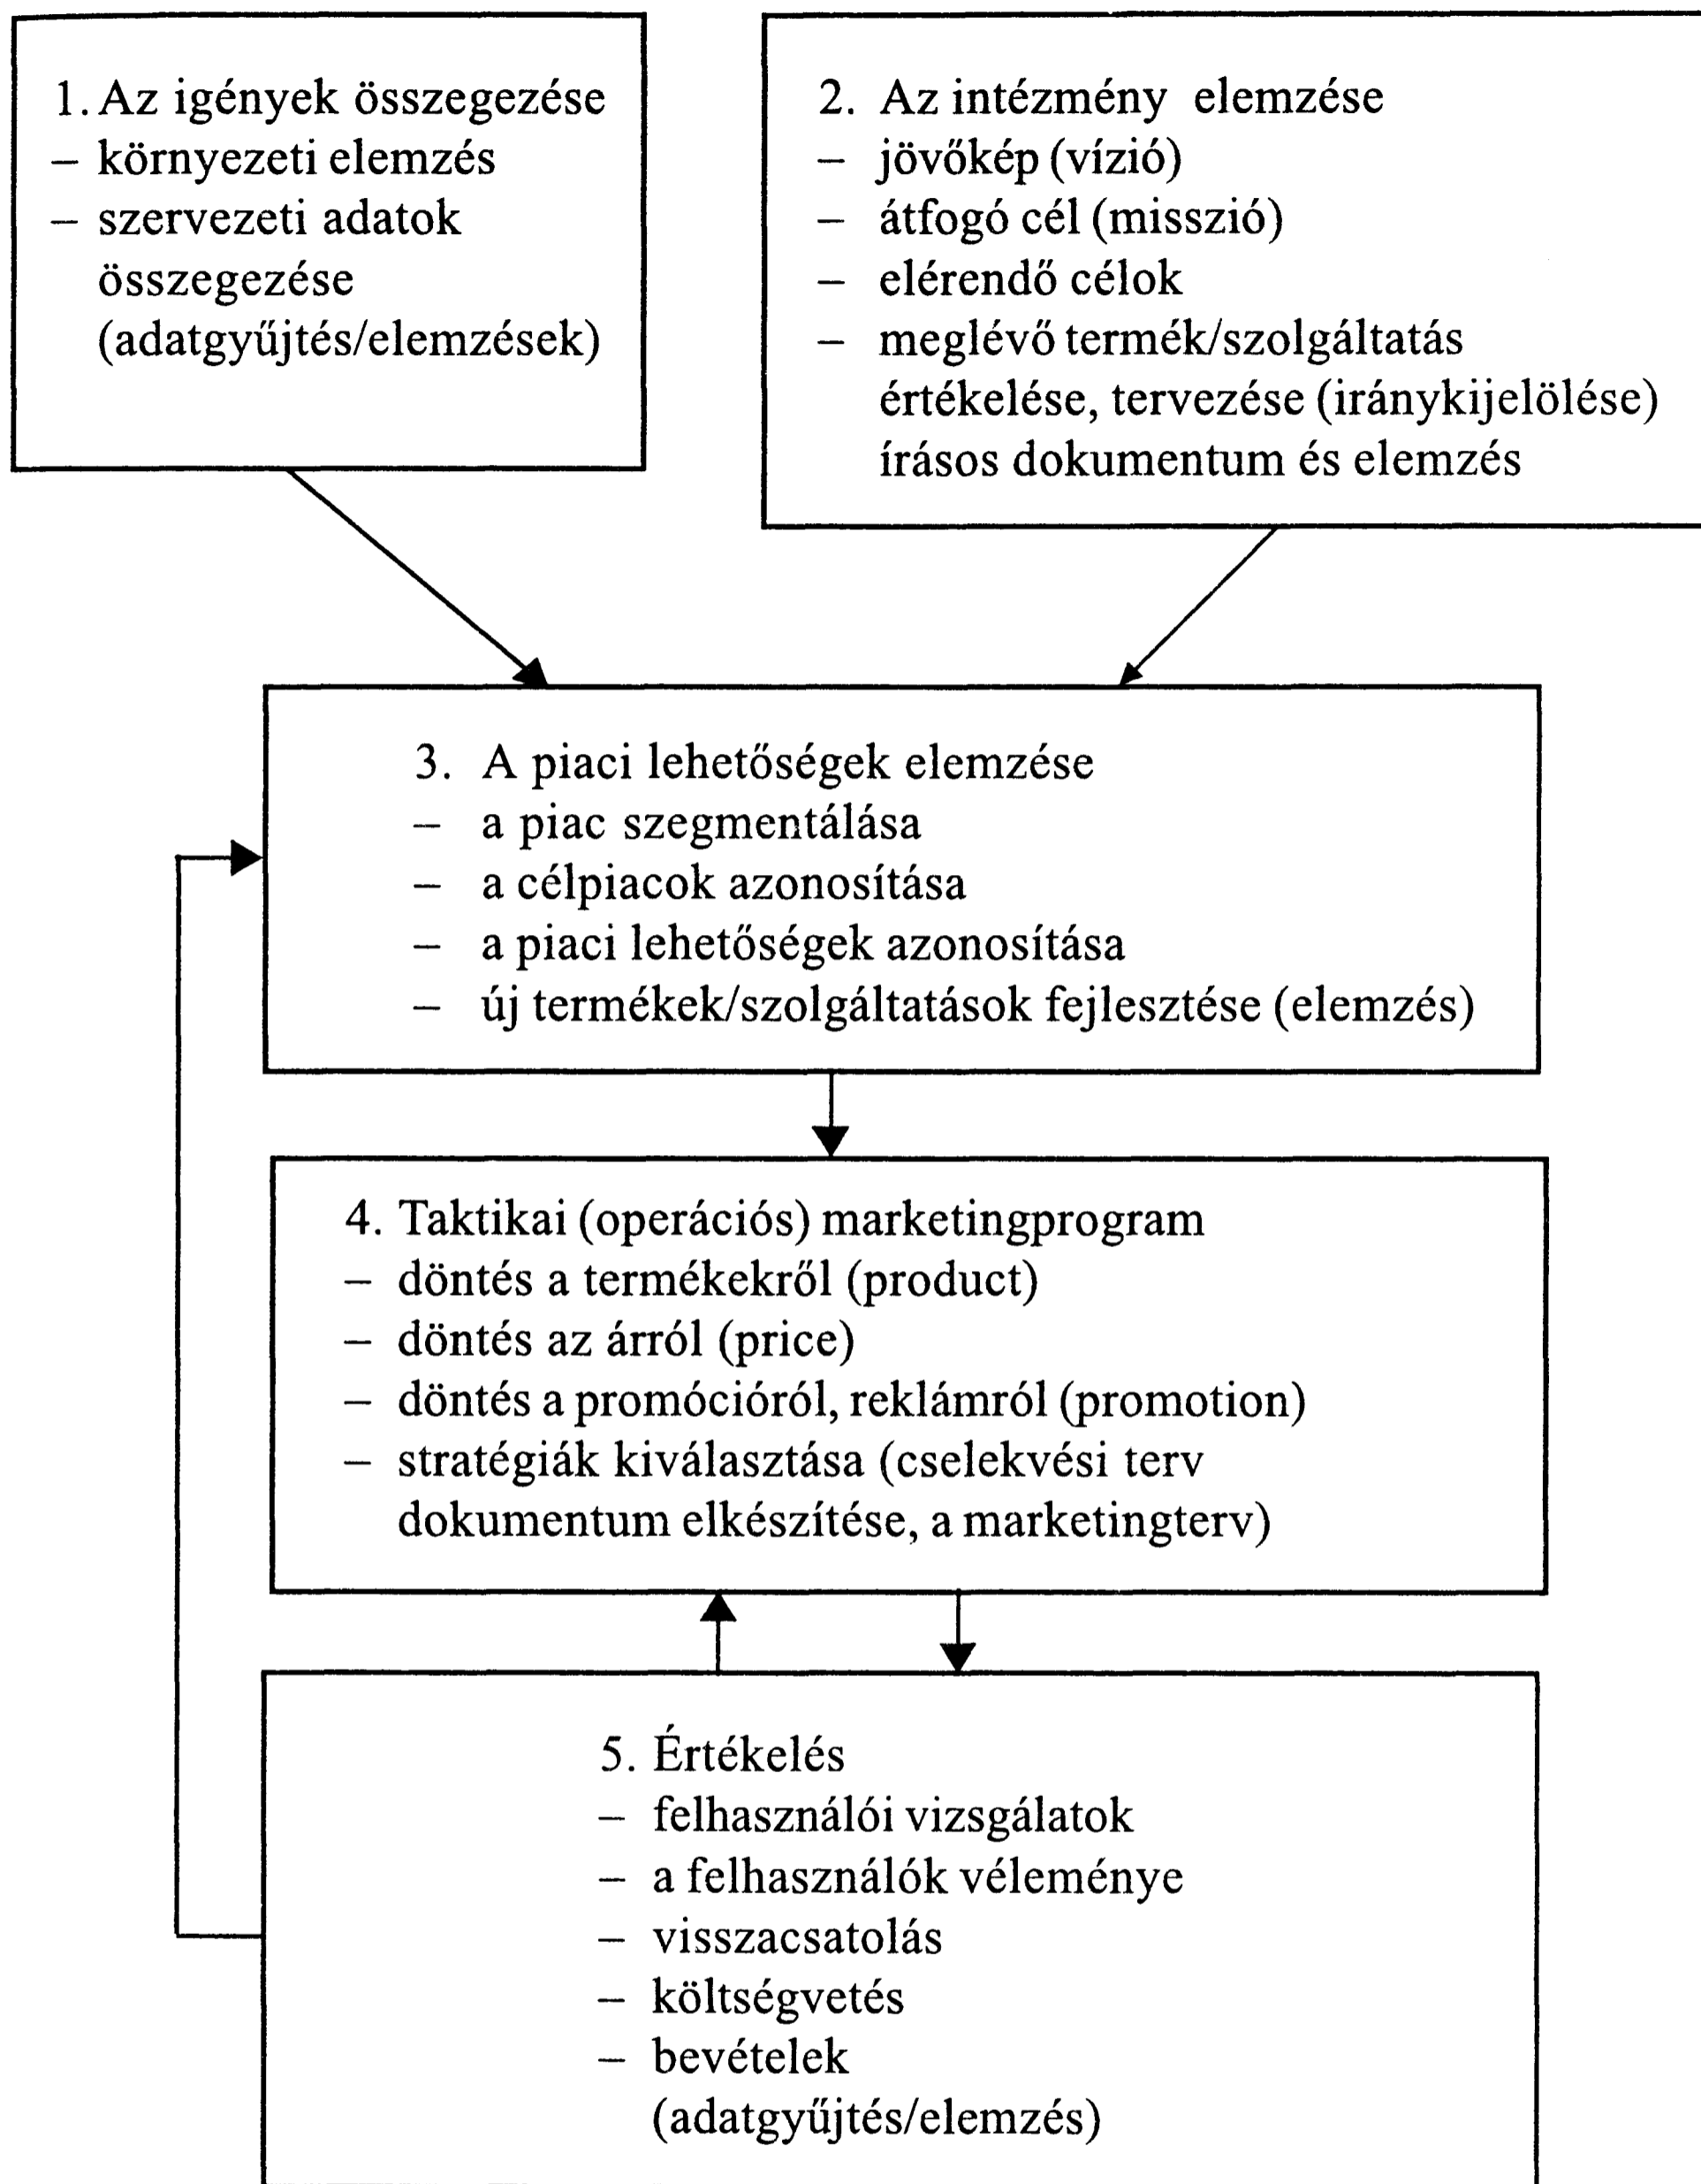 1. Az igények összegezése
– környezeti elemzés
– szervezeti adatok
összegezése
(adatgyűjtés/elemzések)
2. Az intézmény elemzése
– jövőkép (vízió)
– átfogó cél (misszió)
– elérendő célok
– meglévő termék/szolgáltatás
értékelése, tervezése (iránykijelölése)
írásos dokumentum és elemzés
3. A piaci lehetőségek elemzése
– a piac szegmentálása
– a célpiacok azonosítása
– a piaci lehetőségek azonosítása
– új termékek/szolgáltatások fejlesztése (elemzés)
4. Taktikai (operációs) marketingprogram
– döntés a termékekről (product)
– döntés az árról (price)
– döntés a promócióról, reklámról (promotion)
– stratégiák kiválasztása (cselekvési terv
dokumentum elkészítése, a marketingterv)
5. Értékelés
– felhasználói vizsgálatok
– a felhasználók véleménye
– visszacsatolás
– költségvetés
– bevételek
(adatgyűjtés/elemzés)